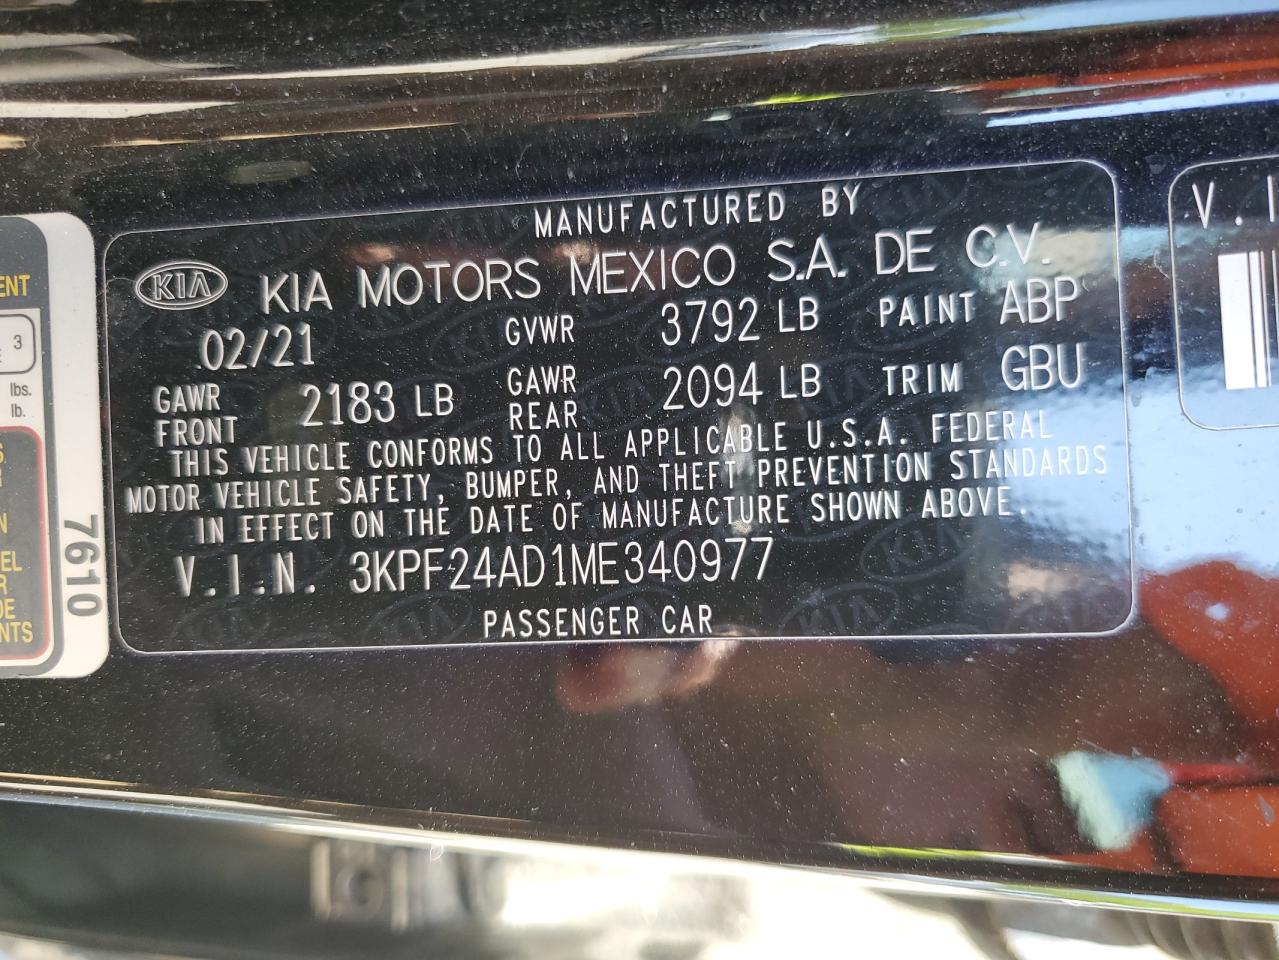 MANUFACTURED BY
KIA KIA MOTORS MEXICO S.A. DE C.V.
02/21 GVWR 3792 LB PAINT ABP
GAWR FRONT 2183 LB GAWR REAR 2094 LB TRIM GBU
THIS VEHICLE CONFORMS TO ALL APPLICABLE U.S.A. FEDERAL
MOTOR VEHICLE SAFETY, BUMPER, AND THEFT PREVENTION STANDARDS
IN EFFECT ON THE DATE OF MANUFACTURE SHOWN ABOVE.
V.I.N. 3KPF24AD1ME340977
PASSENGER CAR
7610
3
lbs.
lb.